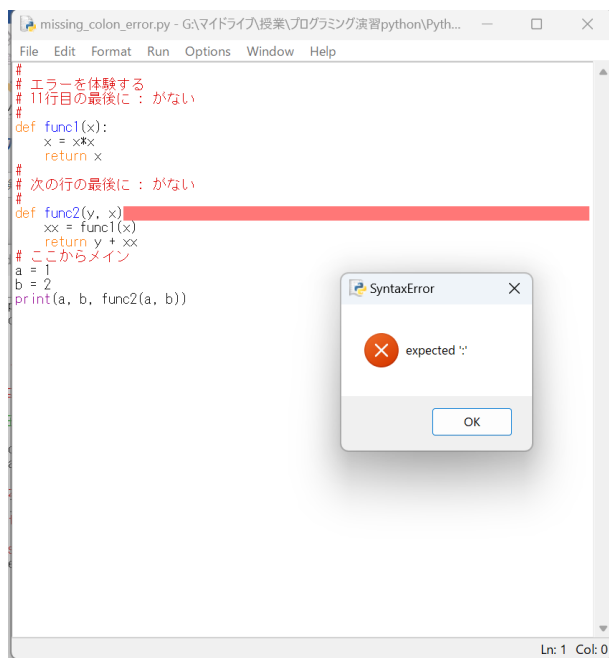 missing_colon_error.py - G:\マイドライブ\授業\プログラミング演習python\Pyth...
File Edit Format Run Options Window Help
#
# エラーを体験する
# 11行目の最後に : がない
#
def func1(x):
    x = x*x
    return x
#
# 次の行の最後に : がない
#
def func2(y, x)
    xx = func1(x)
    return y + xx
# ここからメイン
a = 1
b = 2
print(a, b, func2(a, b))
SyntaxError
expected ':'
OK
Ln: 1 Col: 0